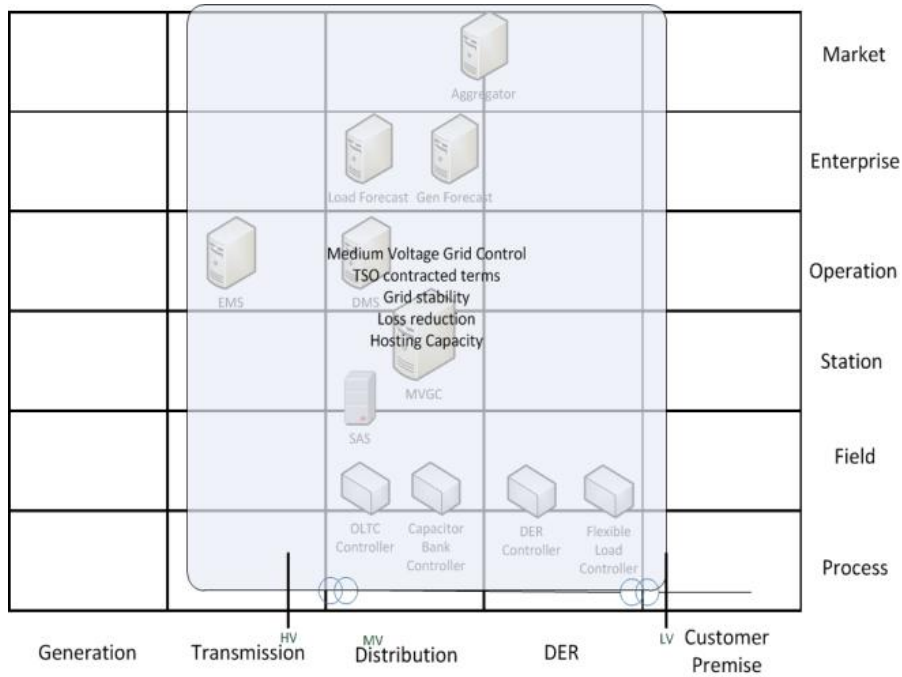 Market
Aggregator
Enterprise
Load Forecast
Gen Forecast
Medium Voltage Grid Control
TSO contracted terms
Grid stability
Loss reduction
Hosting Capacity
Operation
EMS
DMS
Station
MVGC
SAS
Field
OLTC
Controller
Capacitor
Bank
Controller
DER
Controller
Flexible
Load
Controller
Process
HV
MV
LV
Generation
Transmission
Distribution
DER
Customer
Premise